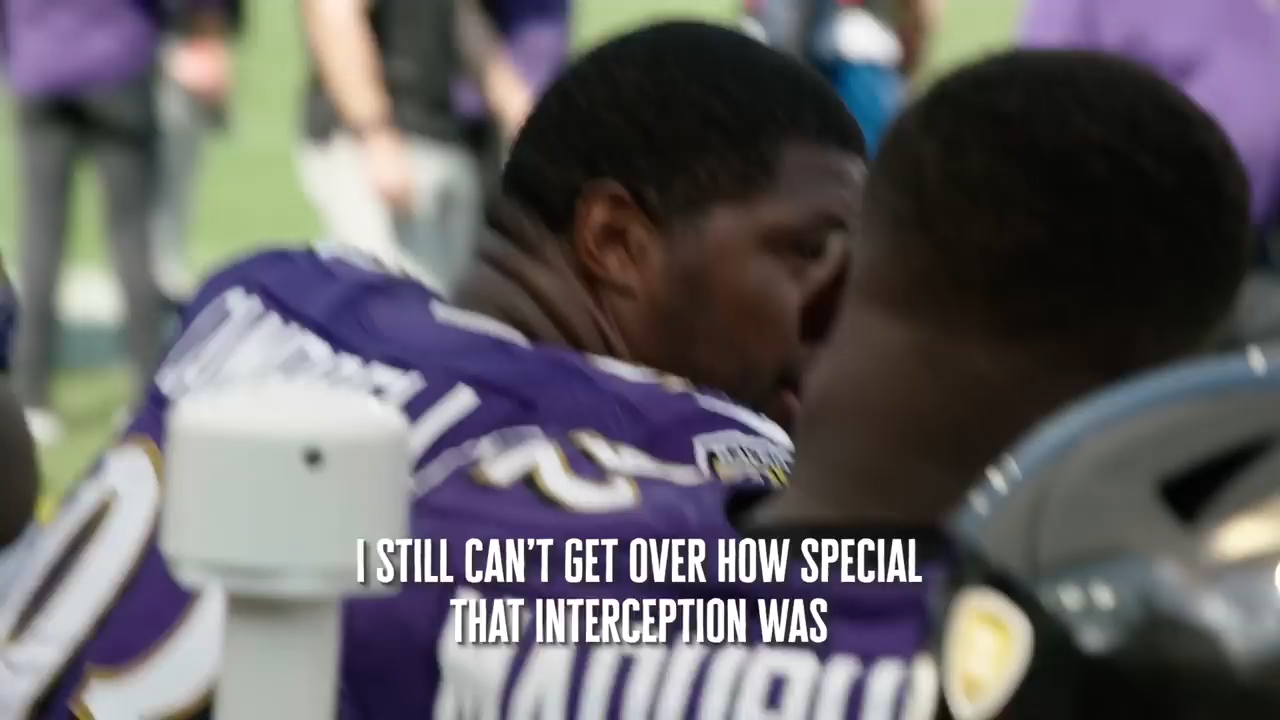 I STILL CAN'T GET OVER HOW SPECIAL
THAT INTERCEPTION WAS